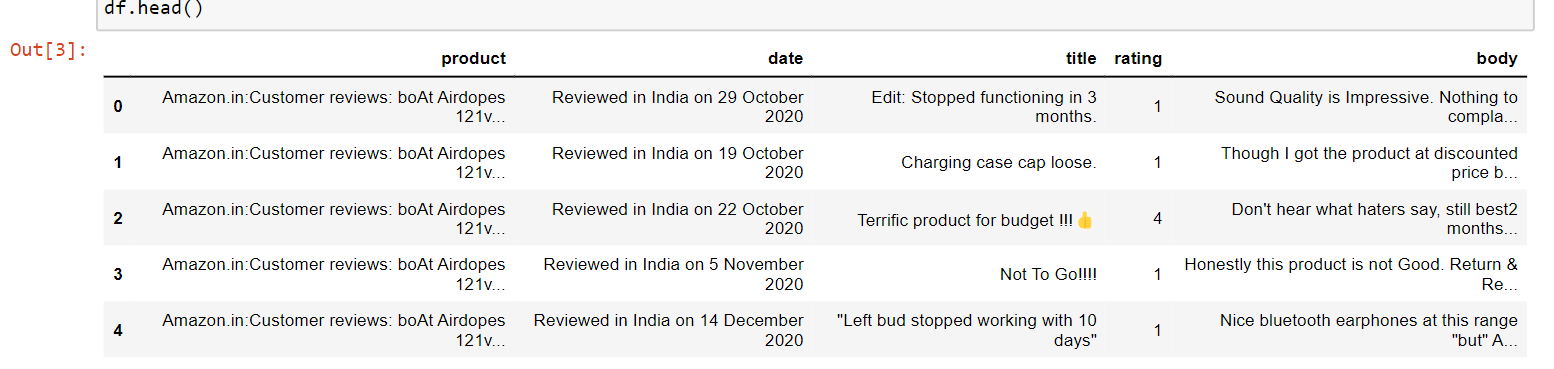 df.head()
Out[3]:
product date title rating body
0 Amazon.in:Customer reviews: boAt Airdopes 121v... Reviewed in India on 29 October 2020 Edit: Stopped functioning in 3 months. 1 Sound Quality is Impressive. Nothing to compla...
1 Amazon.in:Customer reviews: boAt Airdopes 121v... Reviewed in India on 19 October 2020 Charging case cap loose. 1 Though I got the product at discounted price b...
2 Amazon.in:Customer reviews: boAt Airdopes 121v... Reviewed in India on 22 October 2020 Terrific product for budget !!!👍 4 Don't hear what haters say, still best2 months...
3 Amazon.in:Customer reviews: boAt Airdopes 121v... Reviewed in India on 5 November 2020 Not To Go!!!! 1 Honestly this product is not Good. Return & Re...
4 Amazon.in:Customer reviews: boAt Airdopes 121v... Reviewed in India on 14 December 2020 "Left bud stopped working with 10 days" 1 Nice bluetooth earphones at this range "but" A...